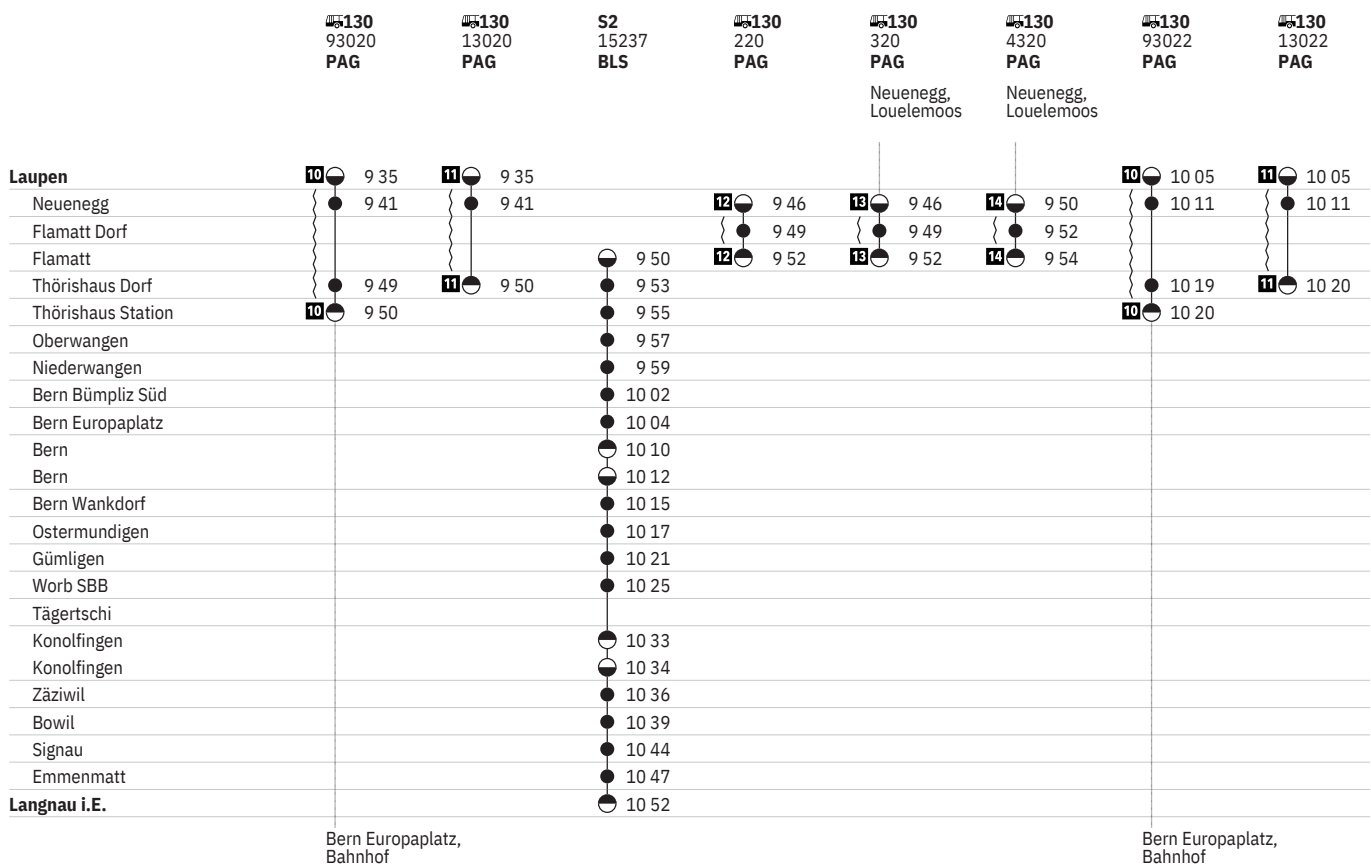 130 130 S2 130 130 130 130 130
93020 13020 15237 220 320 4320 93022 13022
PAG PAG BLS PAG PAG PAG PAG PAG
Neuenegg, Neuenegg,
Louelemoos Louelemoos
Laupen 10 9 35 11 9 35 10 10 05 11 10 05
Neuenegg 9 41 9 41 12 9 46 13 9 46 14 9 50 10 11 10 11
Flamatt Dorf 9 49 9 49 9 52
Flamatt 9 50 12 9 52 13 9 52 14 9 54
Thörishaus Dorf 9 49 11 9 50 9 53 10 19 11 10 20
Thörishaus Station 10 9 50 9 55 10 10 20
Oberwangen 9 57
Niederwangen 9 59
Bern Bümpliz Süd 10 02
Bern Europaplatz 10 04
Bern 10 10
Bern 10 12
Bern Wankdorf 10 15
Ostermundigen 10 17
Gümligen 10 21
Worb SBB 10 25
Tägertschi
Konolfingen 10 33
Konolfingen 10 34
Zäziwil 10 36
Bowil 10 39
Signau 10 44
Emmenmatt 10 47
Langnau i.E. 10 52
Bern Europaplatz, Bern Europaplatz,
Bahnhof Bahnhof